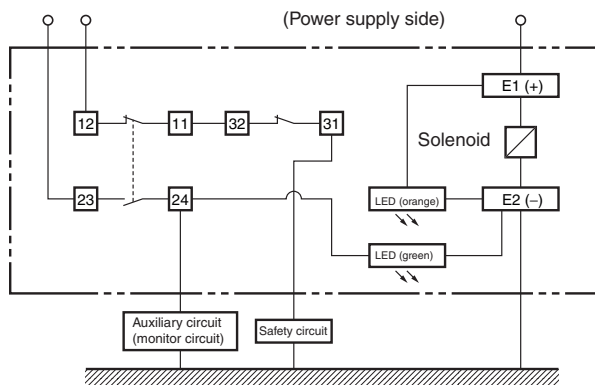 (Power supply side)
E1 (+)
12
11
32
31
Solenoid
23
24
LED (orange)
E2 (−)
LED (green)
Auxiliary circuit
(monitor circuit)
Safety circuit